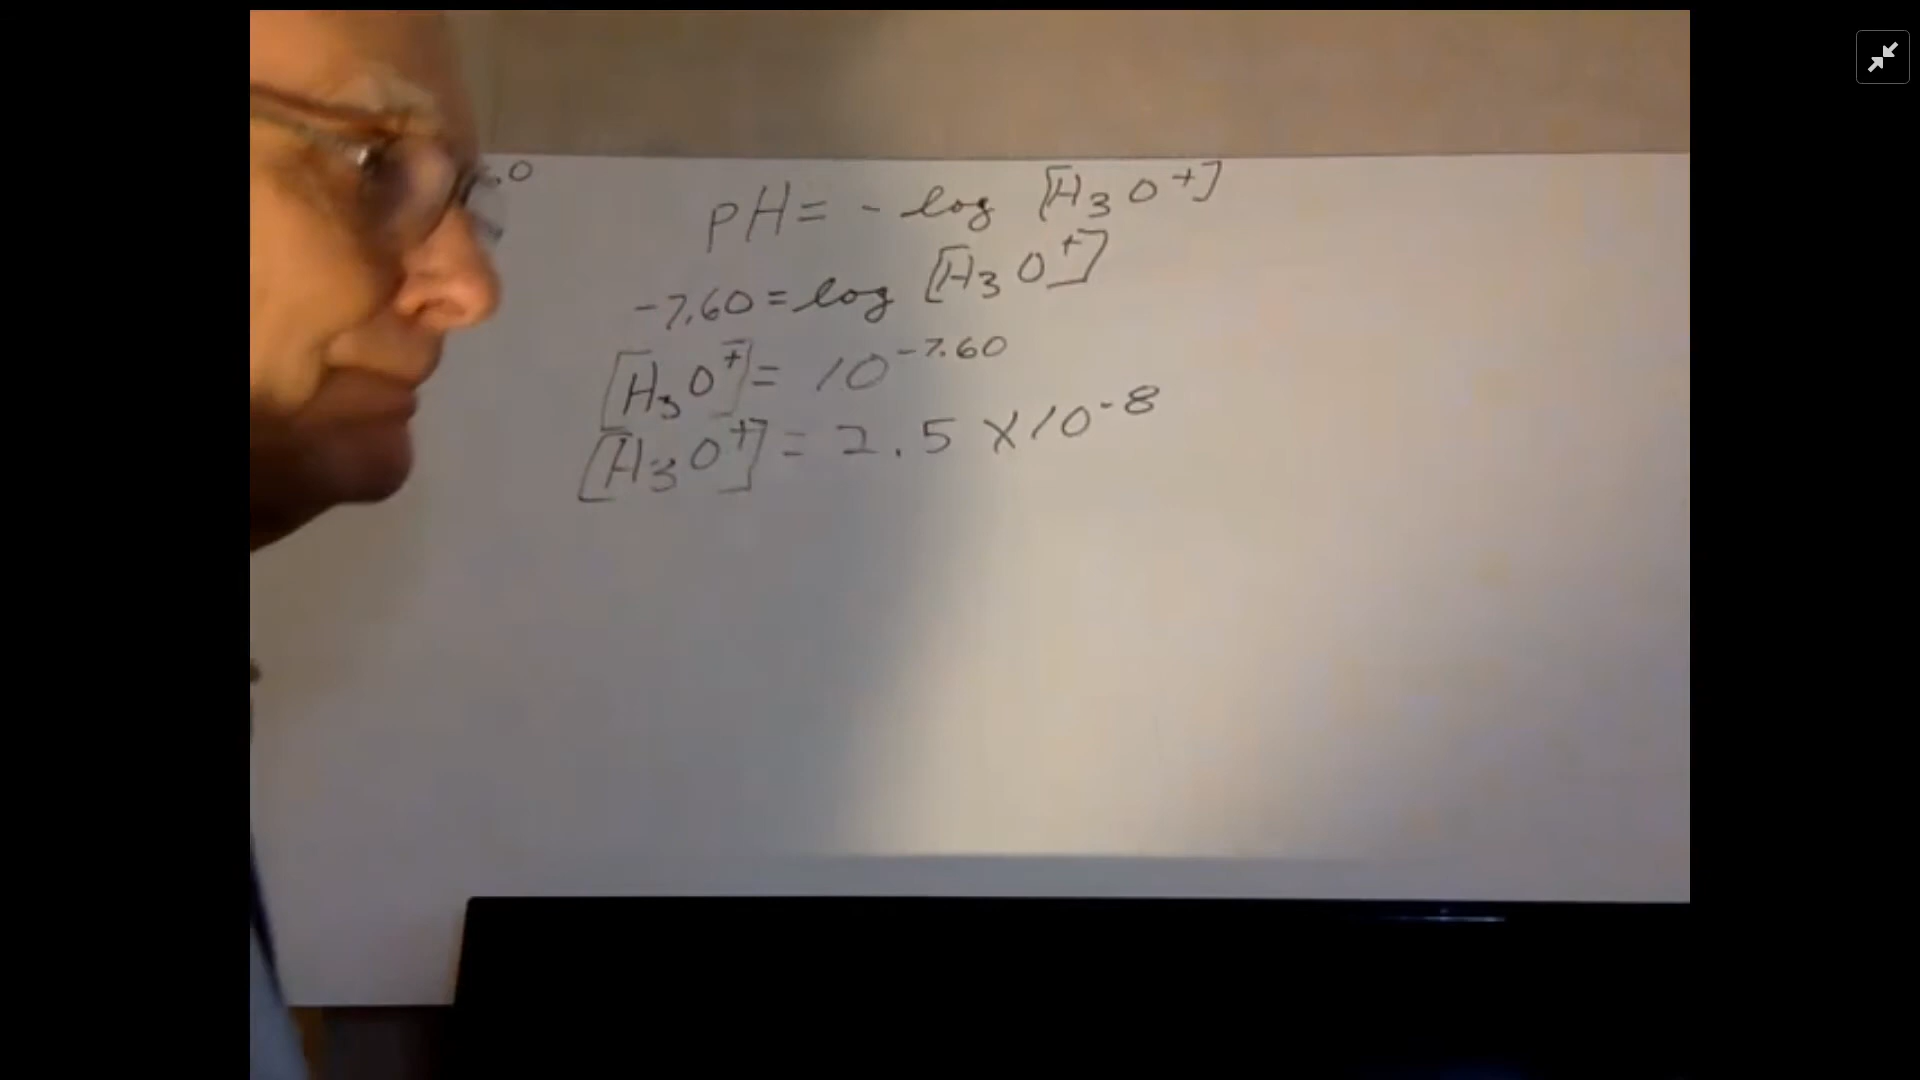 pH = - log [H3O+]
-7.60 = log [H3O+]
[H3O+] = 10^-7.60
[H3O+] = 2.5 x 10^-8